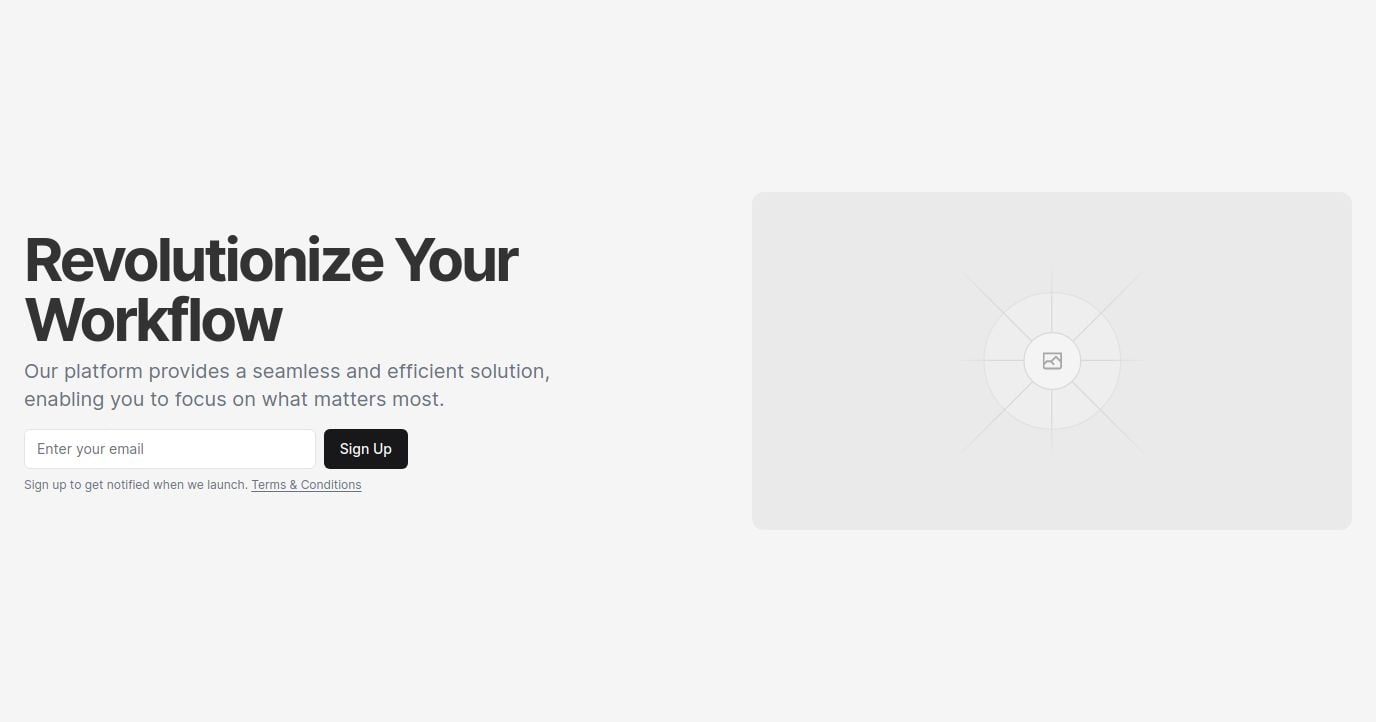 Revolutionize Your
Workflow
Our platform provides a seamless and efficient solution,
enabling you to focus on what matters most.
Enter your email
Sign Up
Sign up to get notified when we launch. Terms & Conditions